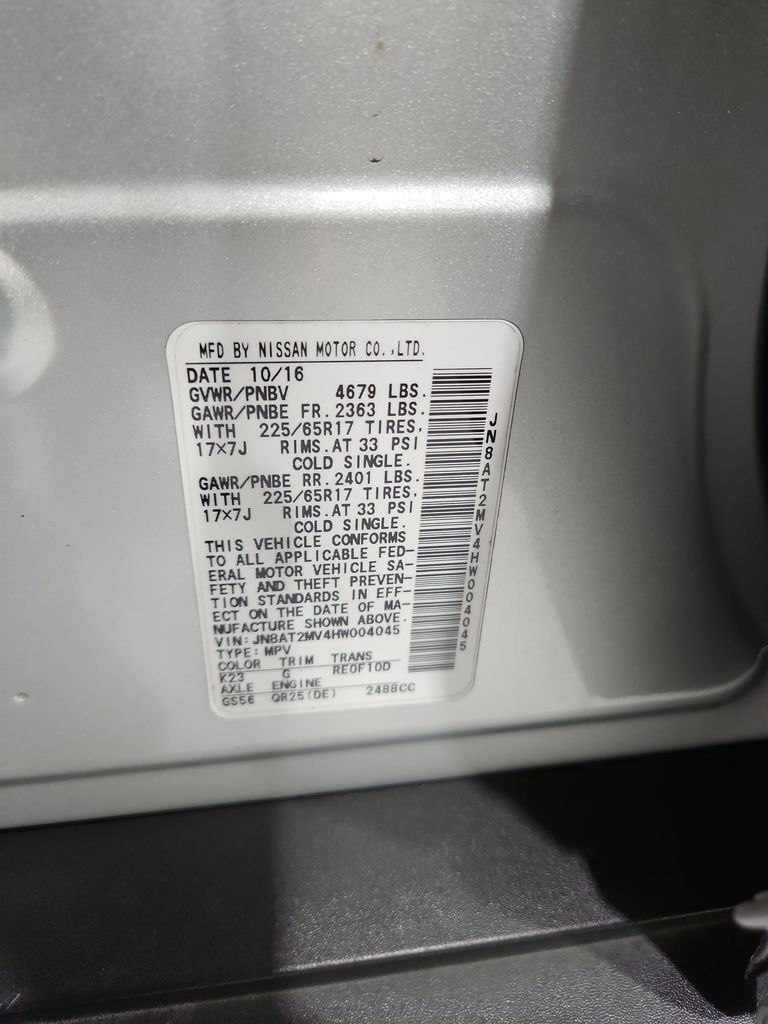 MFD BY NISSAN MOTOR CO.,LTD.
DATE 10/16
GVWR/PNBV 4679 LBS.
GAWR/PNBE FR. 2363 LBS.
WITH 225/65R17 TIRES,
17×7J RIMS.AT 33 PSI
COLD SINGLE.
GAWR/PNBE RR. 2401 LBS.
WITH 225/65R17 TIRES,
17×7J RIMS.AT 33 PSI
COLD SINGLE.
THIS VEHICLE CONFORMS
TO ALL APPLICABLE FED-
ERAL MOTOR VEHICLE SA-
FETY AND THEFT PREVEN-
TION STANDARDS IN EFF-
ECT ON THE DATE OF MA-
NUFACTURE SHOWN ABOVE.
VIN:JN8AT2MV4HW004045
TYPE:MPV
COLOR TRIM TRANS
K23 G RE0F10D
AXLE ENGINE
GS56 QR25(DE) 2488CC
JN8AT2MV4HW004045